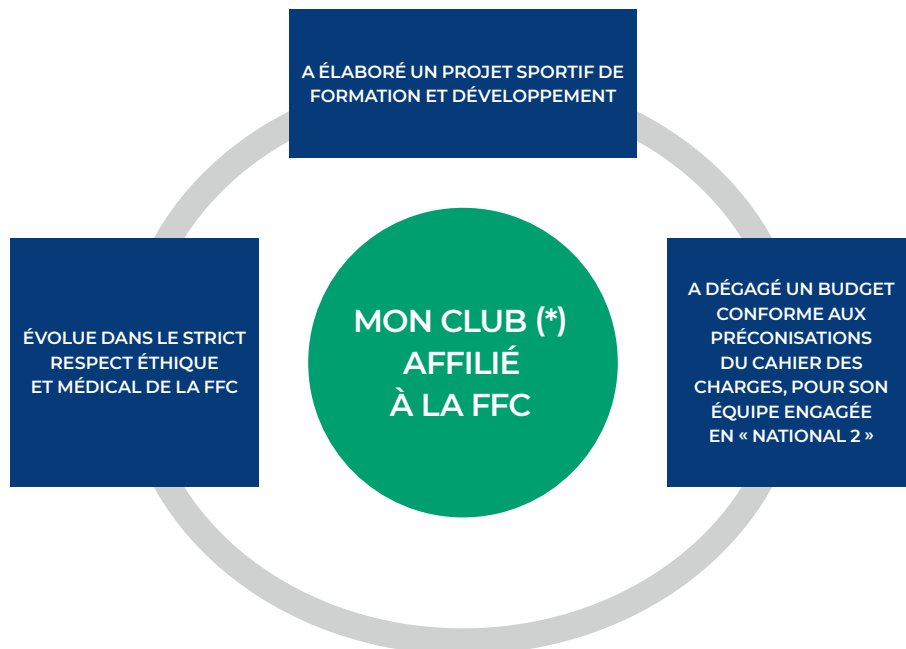 A ÉLABORÉ UN PROJET SPORTIF DE
FORMATION ET DÉVELOPPEMENT
ÉVOLUE DANS LE STRICT
RESPECT ÉTHIQUE
ET MÉDICAL DE LA FFC
MON CLUB (*)
AFFILIÉ
À LA FFC
A DÉGAGÉ UN BUDGET
CONFORME AUX
PRÉCONISATIONS
DU CAHIER DES
CHARGES, POUR SON
ÉQUIPE ENGAGÉE
EN « NATIONAL 2 »